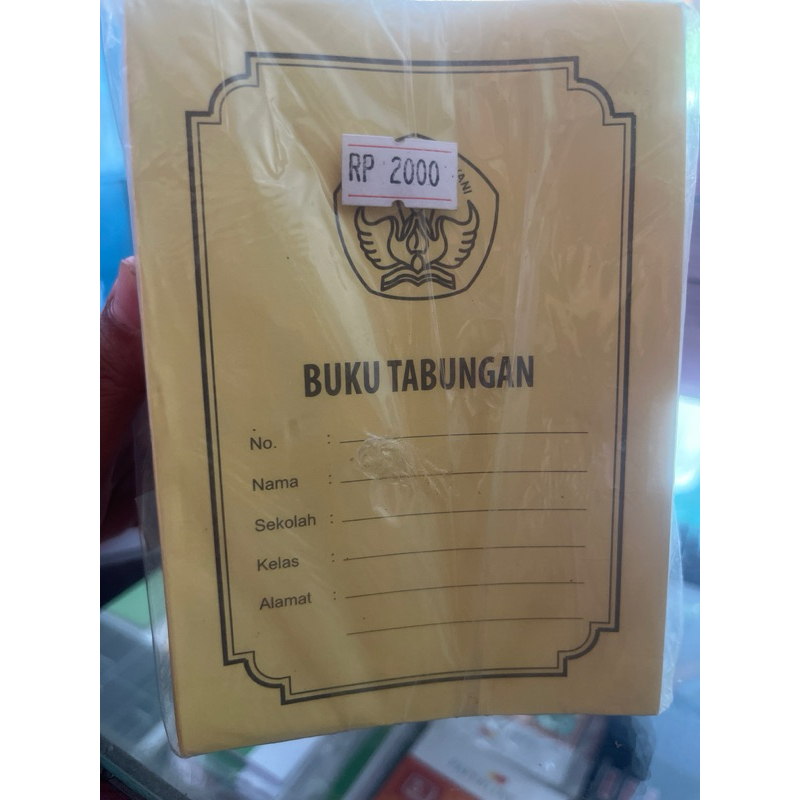 RP 2000
BUKU TABUNGAN
No. :
Nama :
Sekolah :
Kelas :
Alamat :